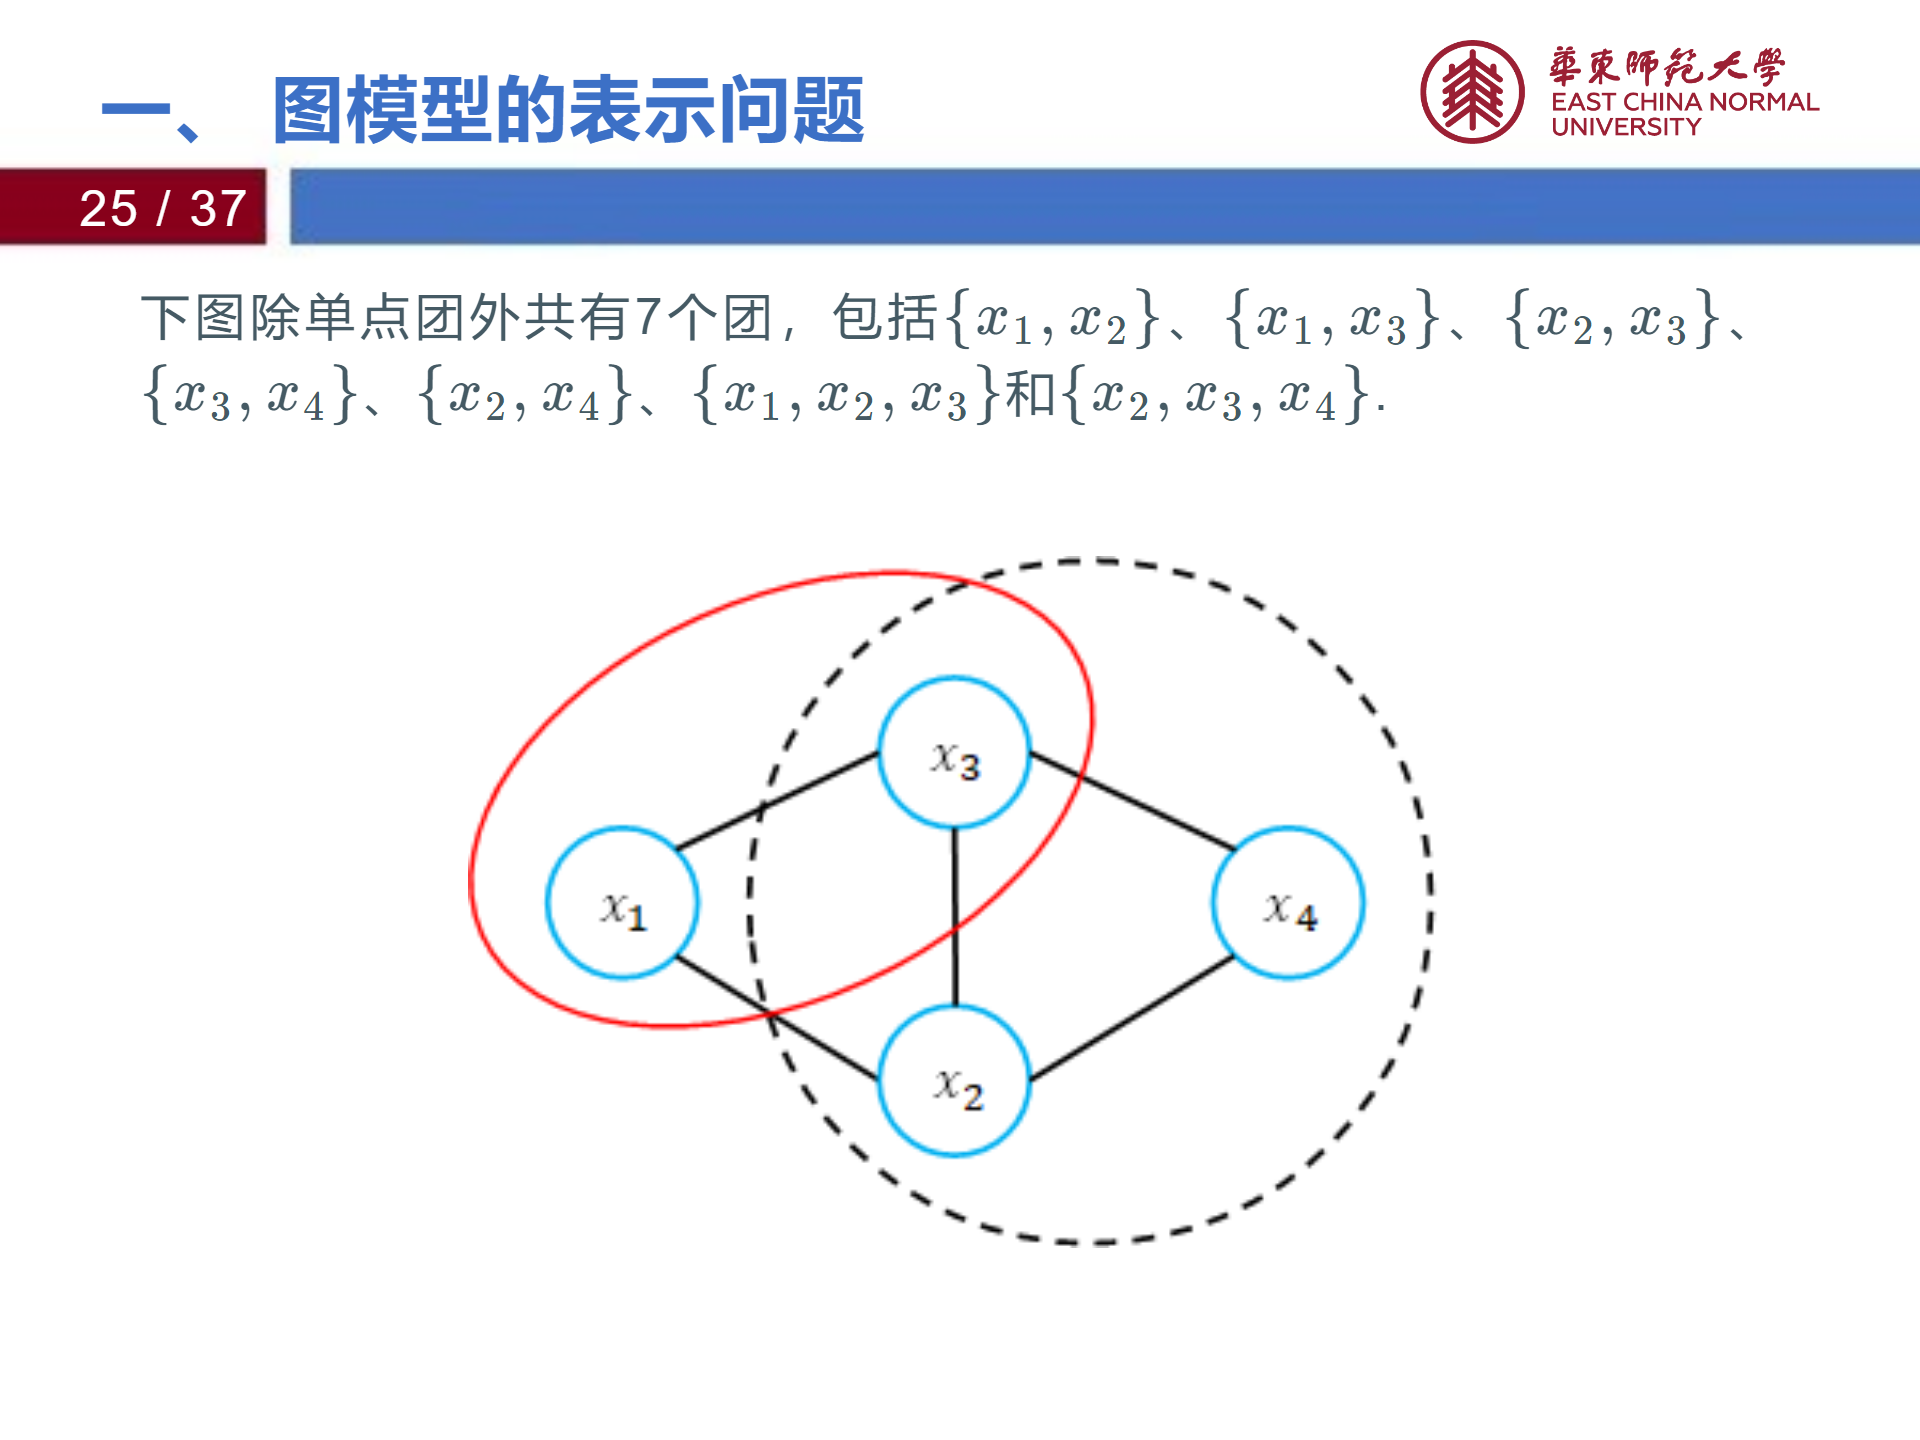 一、 图模型的表示问题
華東師範大學
EAST CHINA NORMAL
UNIVERSITY
25 / 37
下图除单点团外共有7个团，包括{x₁, x₂}、{x₁, x₃}、{x₂, x₃}、
{x₃, x₄}、{x₂, x₄}、{x₁, x₂, x₃}和{x₂, x₃, x₄}.
x₃
x₁
x₄
x₂